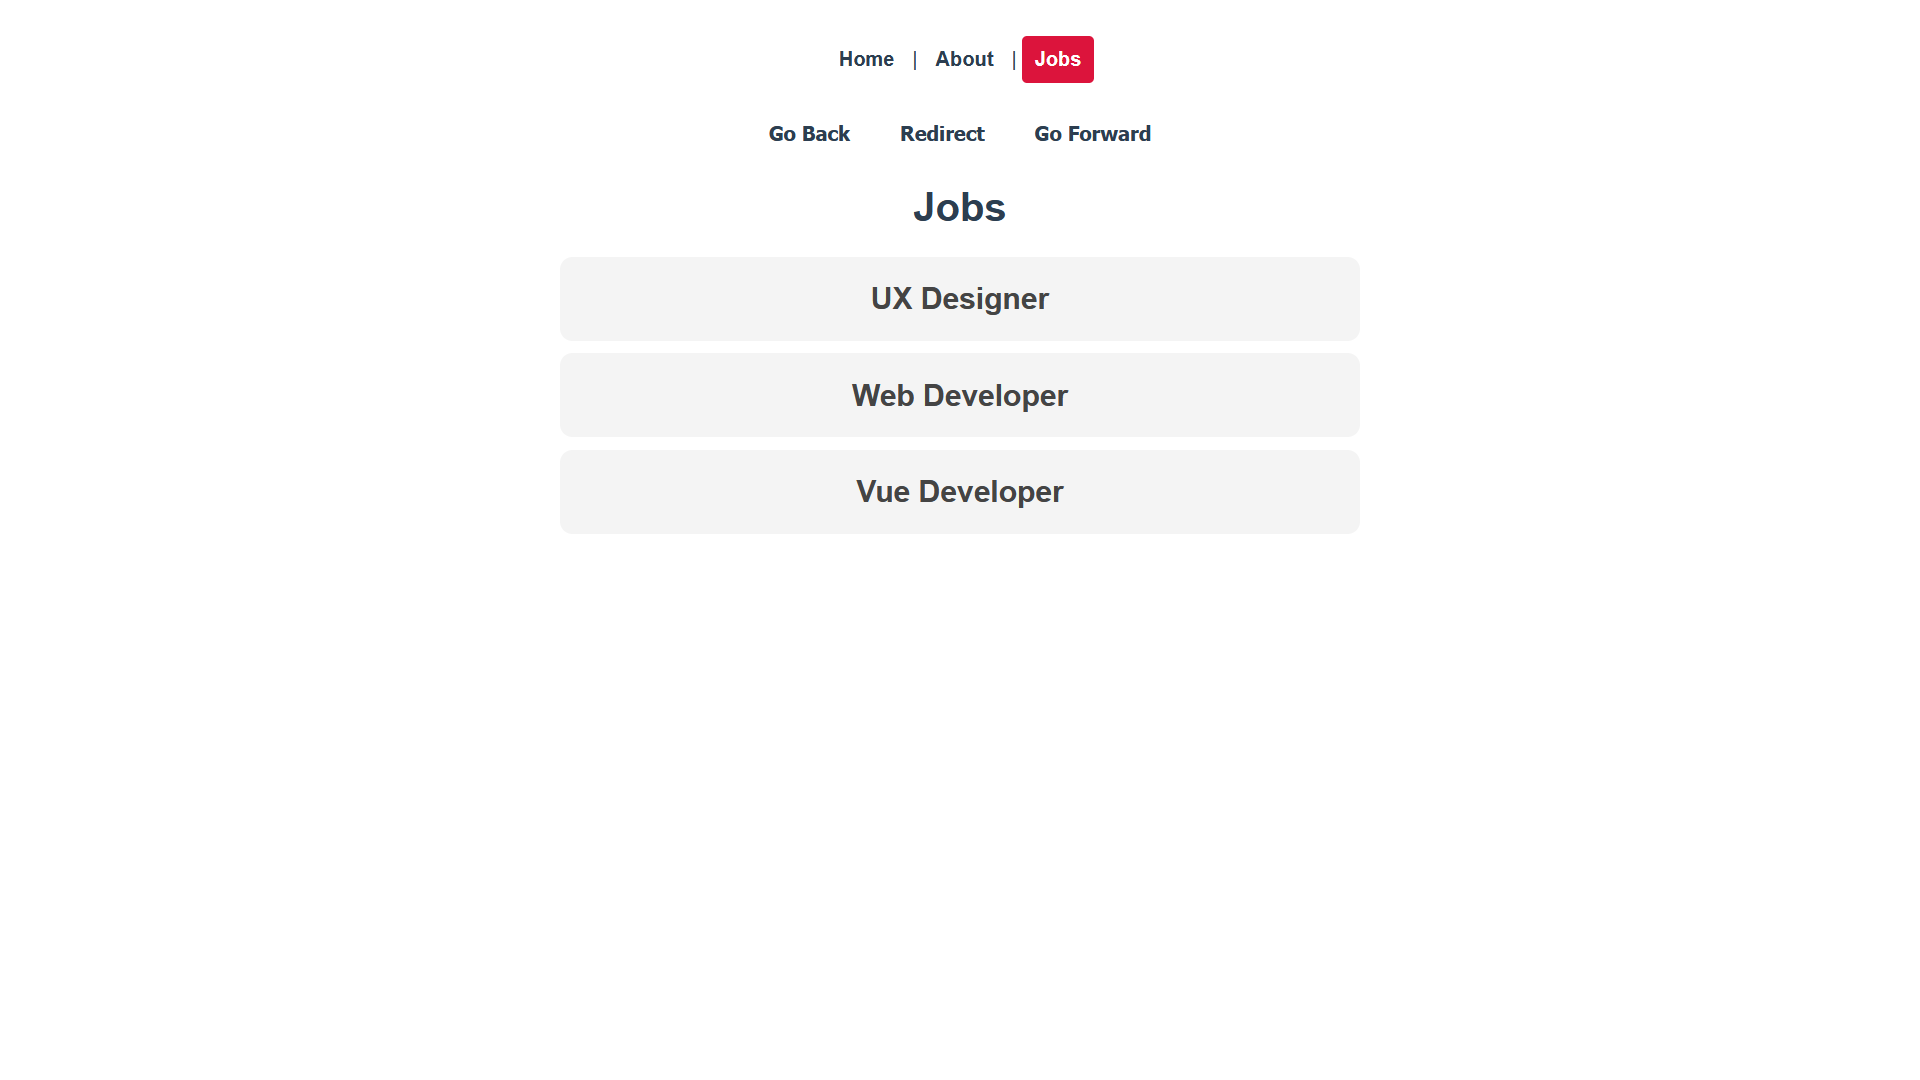 Home | About | Jobs
Go Back Redirect Go Forward
Jobs
UX Designer
Web Developer
Vue Developer